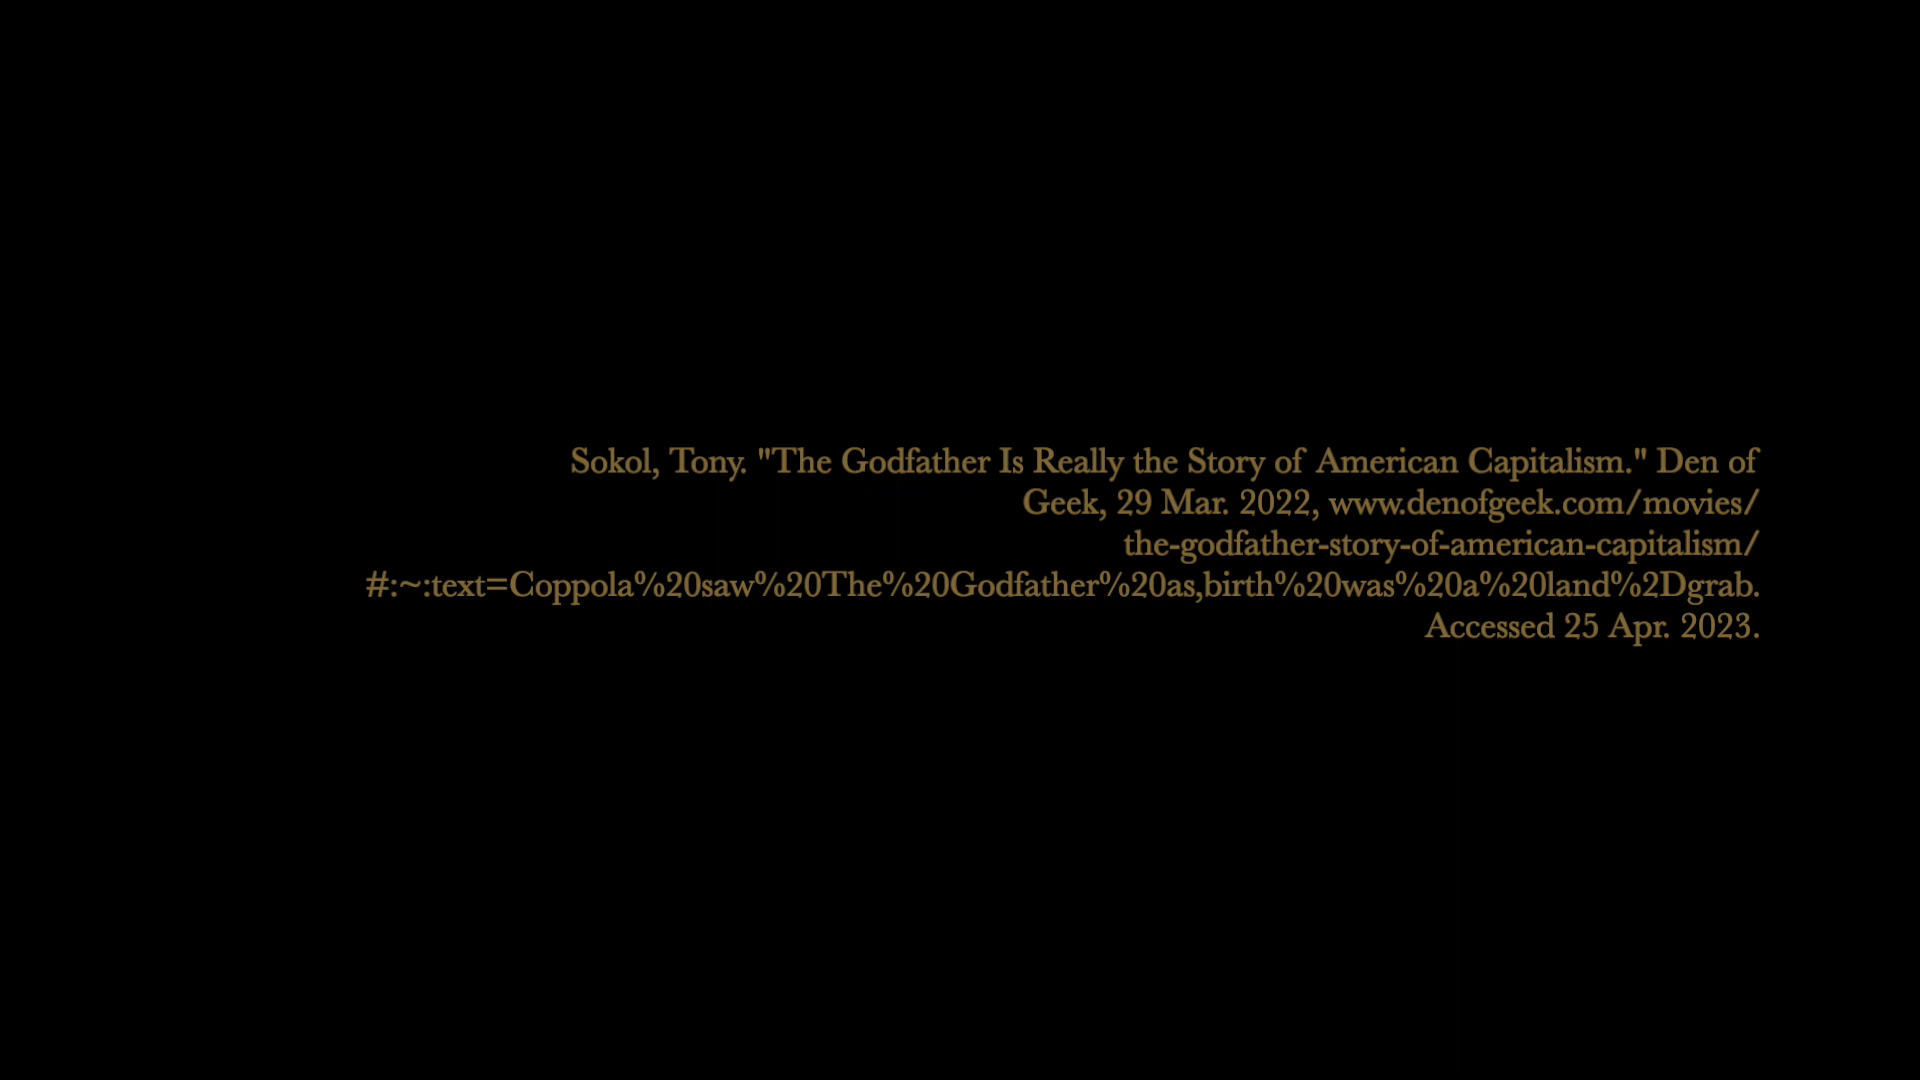 Sokol, Tony. "The Godfather Is Really the Story of American Capitalism." Den of
Geek, 29 Mar. 2022, www.denofgeek.com/movies/
the-godfather-story-of-american-capitalism/
#:~:text=Coppola%20saw%20The%20Godfather%20as,birth%20was%20a%20land%2Dgrab.
Accessed 25 Apr. 2023.